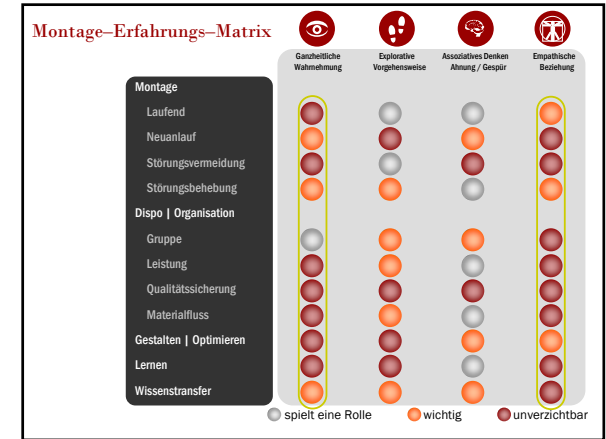 Montage–Erfahrungs–Matrix
Ganzheitliche
Wahrnehmung
Explorative
Vorgehensweise
Assoziatives Denken
Ahnung / Gespür
Empathische
Beziehung
Montage
Laufend
Neuanlauf
Störungsvermeidung
Störungsbehebung
Dispo | Organisation
Gruppe
Leistung
Qualitätssicherung
Materialfluss
Gestalten | Optimieren
Lernen
Wissenstransfer
spielt eine Rolle
wichtig
unverzichtbar